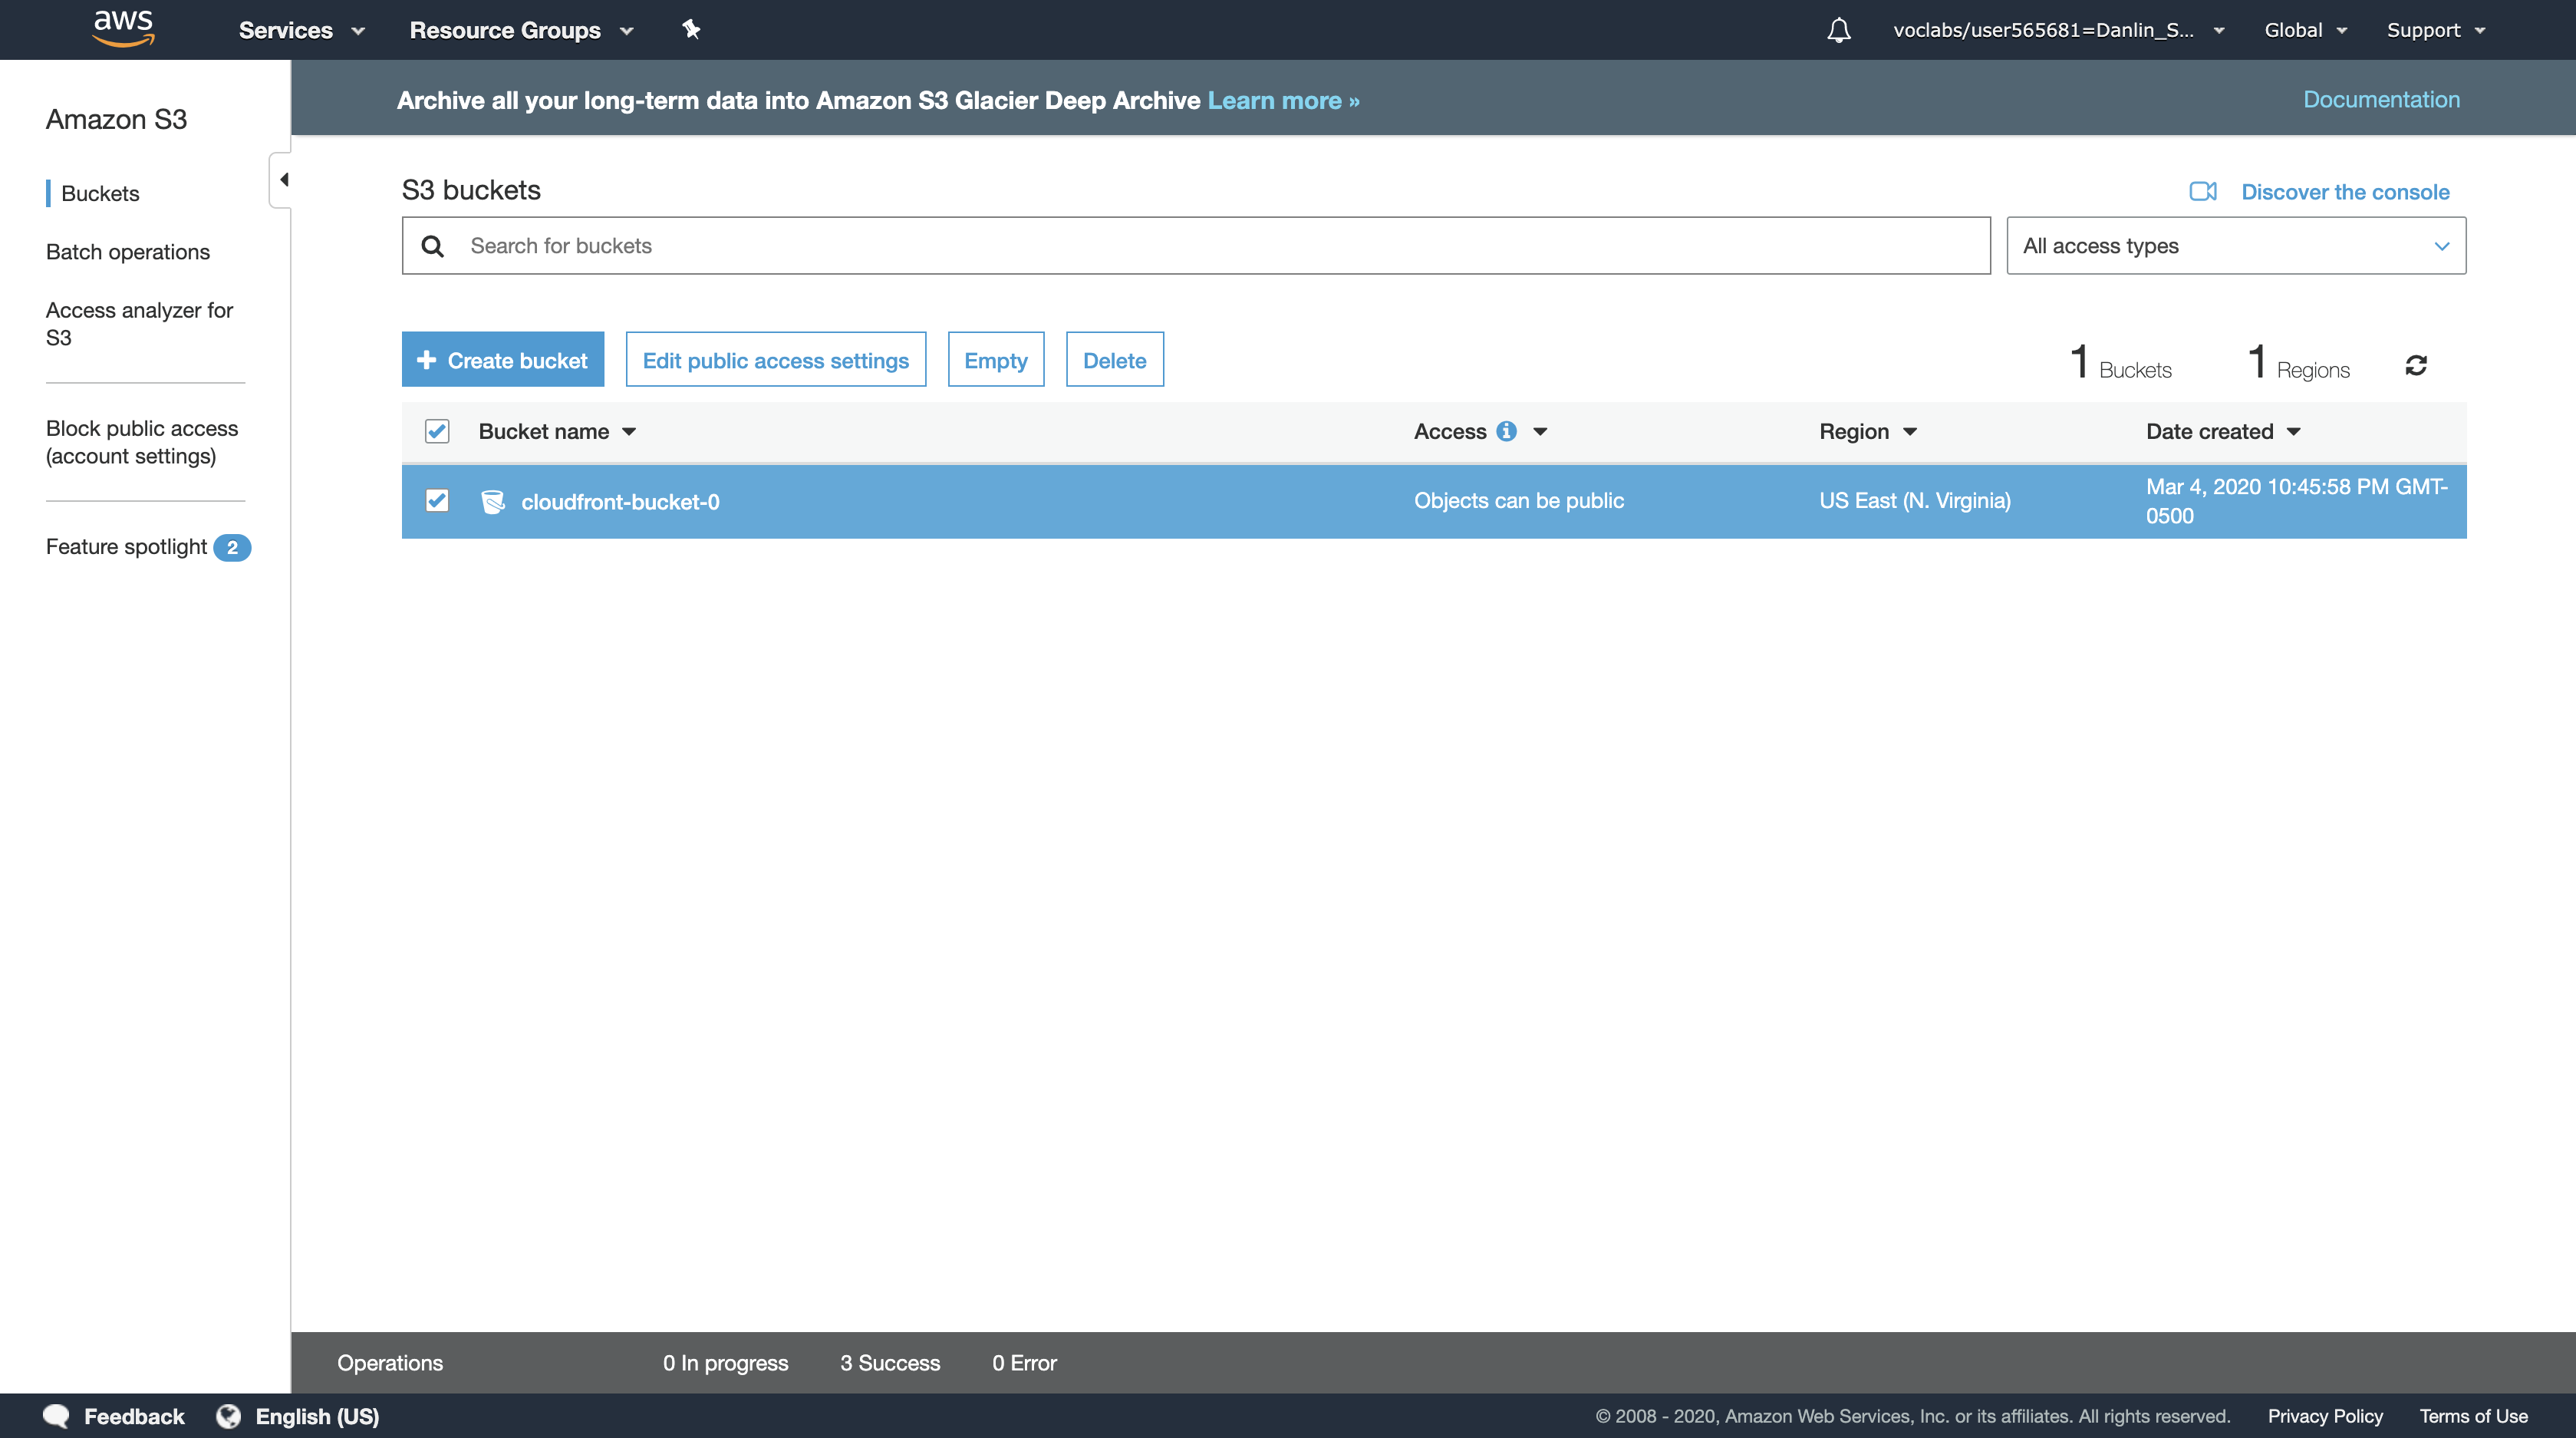 aws
Services
Resource Groups
voclabs/user565681=Danlin_S...
Global
Support
Amazon S3
Buckets
Batch operations
Access analyzer for
S3
Block public access
(account settings)
Feature spotlight 2
Archive all your long-term data into Amazon S3 Glacier Deep Archive Learn more »
Documentation
S3 buckets
Discover the console
Search for buckets
All access types
Create bucket
Edit public access settings
Empty
Delete
1 Buckets
1 Regions
Bucket name
Access
Region
Date created
cloudfront-bucket-0
Objects can be public
US East (N. Virginia)
Mar 4, 2020 10:45:58 PM GMT-
0500
Operations
0 In progress
3 Success
0 Error
Feedback
English (US)
© 2008 - 2020, Amazon Web Services, Inc. or its affiliates. All rights reserved.
Privacy Policy
Terms of Use